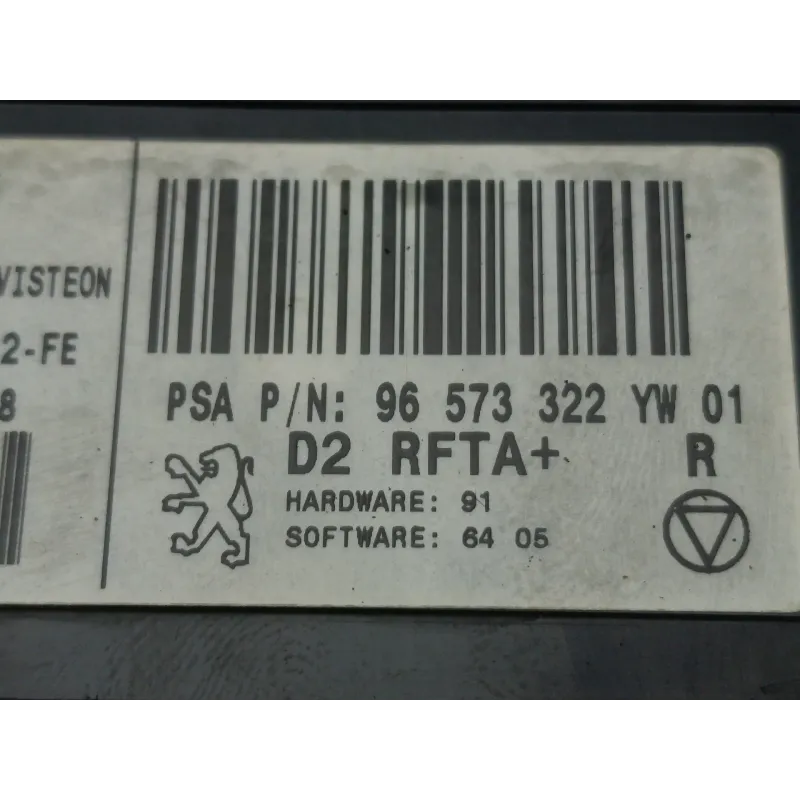 VISTEON
2-FE
8
PSA P/N: 96 573 322 YW 01
D2 RFTA+ R
HARDWARE: 91
SOFTWARE: 64 05